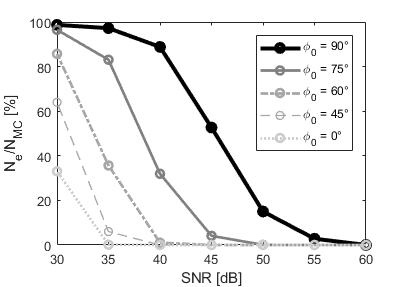 100
80
60
40
20
0
N_e/N_MC [%]
30 35 40 45 50 55 60
SNR [dB]
ϕ_0 = 90°
ϕ_0 = 75°
ϕ_0 = 60°
ϕ_0 = 45°
ϕ_0 = 0°